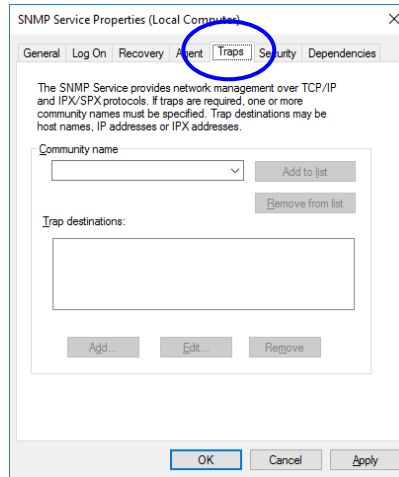 SNMP Service Properties (Local Computer)
General Log On Recovery Agent Traps Security Dependencies
The SNMP Service provides network management over TCP/IP
and IPX/SPX protocols. If traps are required, one or more
community names must be specified. Trap destinations may be
host names, IP addresses or IPX addresses.
Community name
Add to list
Remove from list
Trap destinations:
Add... Edit... Remove
OK Cancel Apply